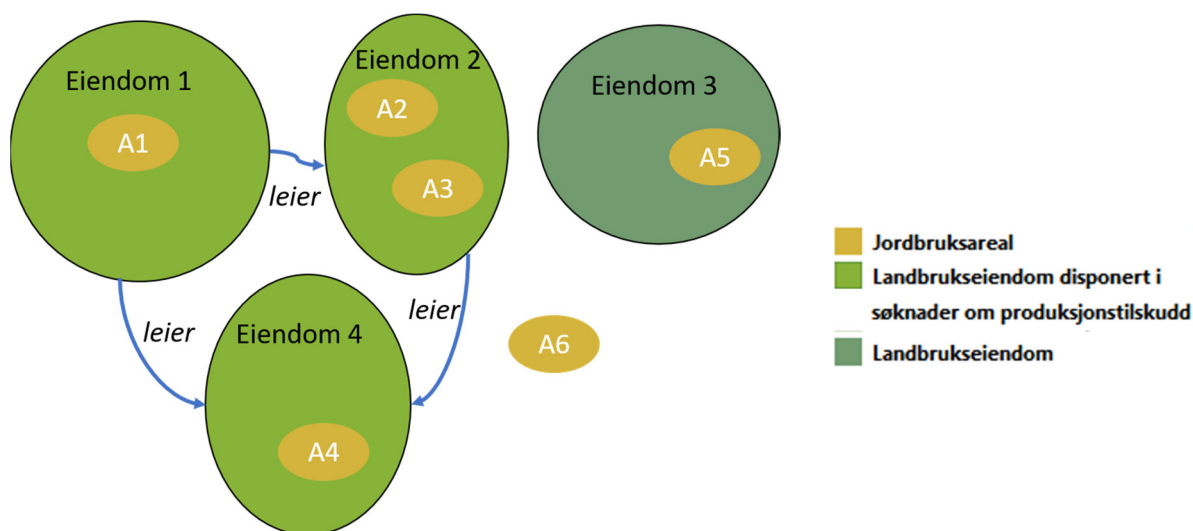 Eiendom 1
A1
leier
Eiendom 2
A2
A3
Eiendom 3
A5
leier
leier
Eiendom 4
A4
A6
Jordbruksareal
Landbrukseiendom disponert i
søknader om produksjonstilskudd
Landbrukseiendom